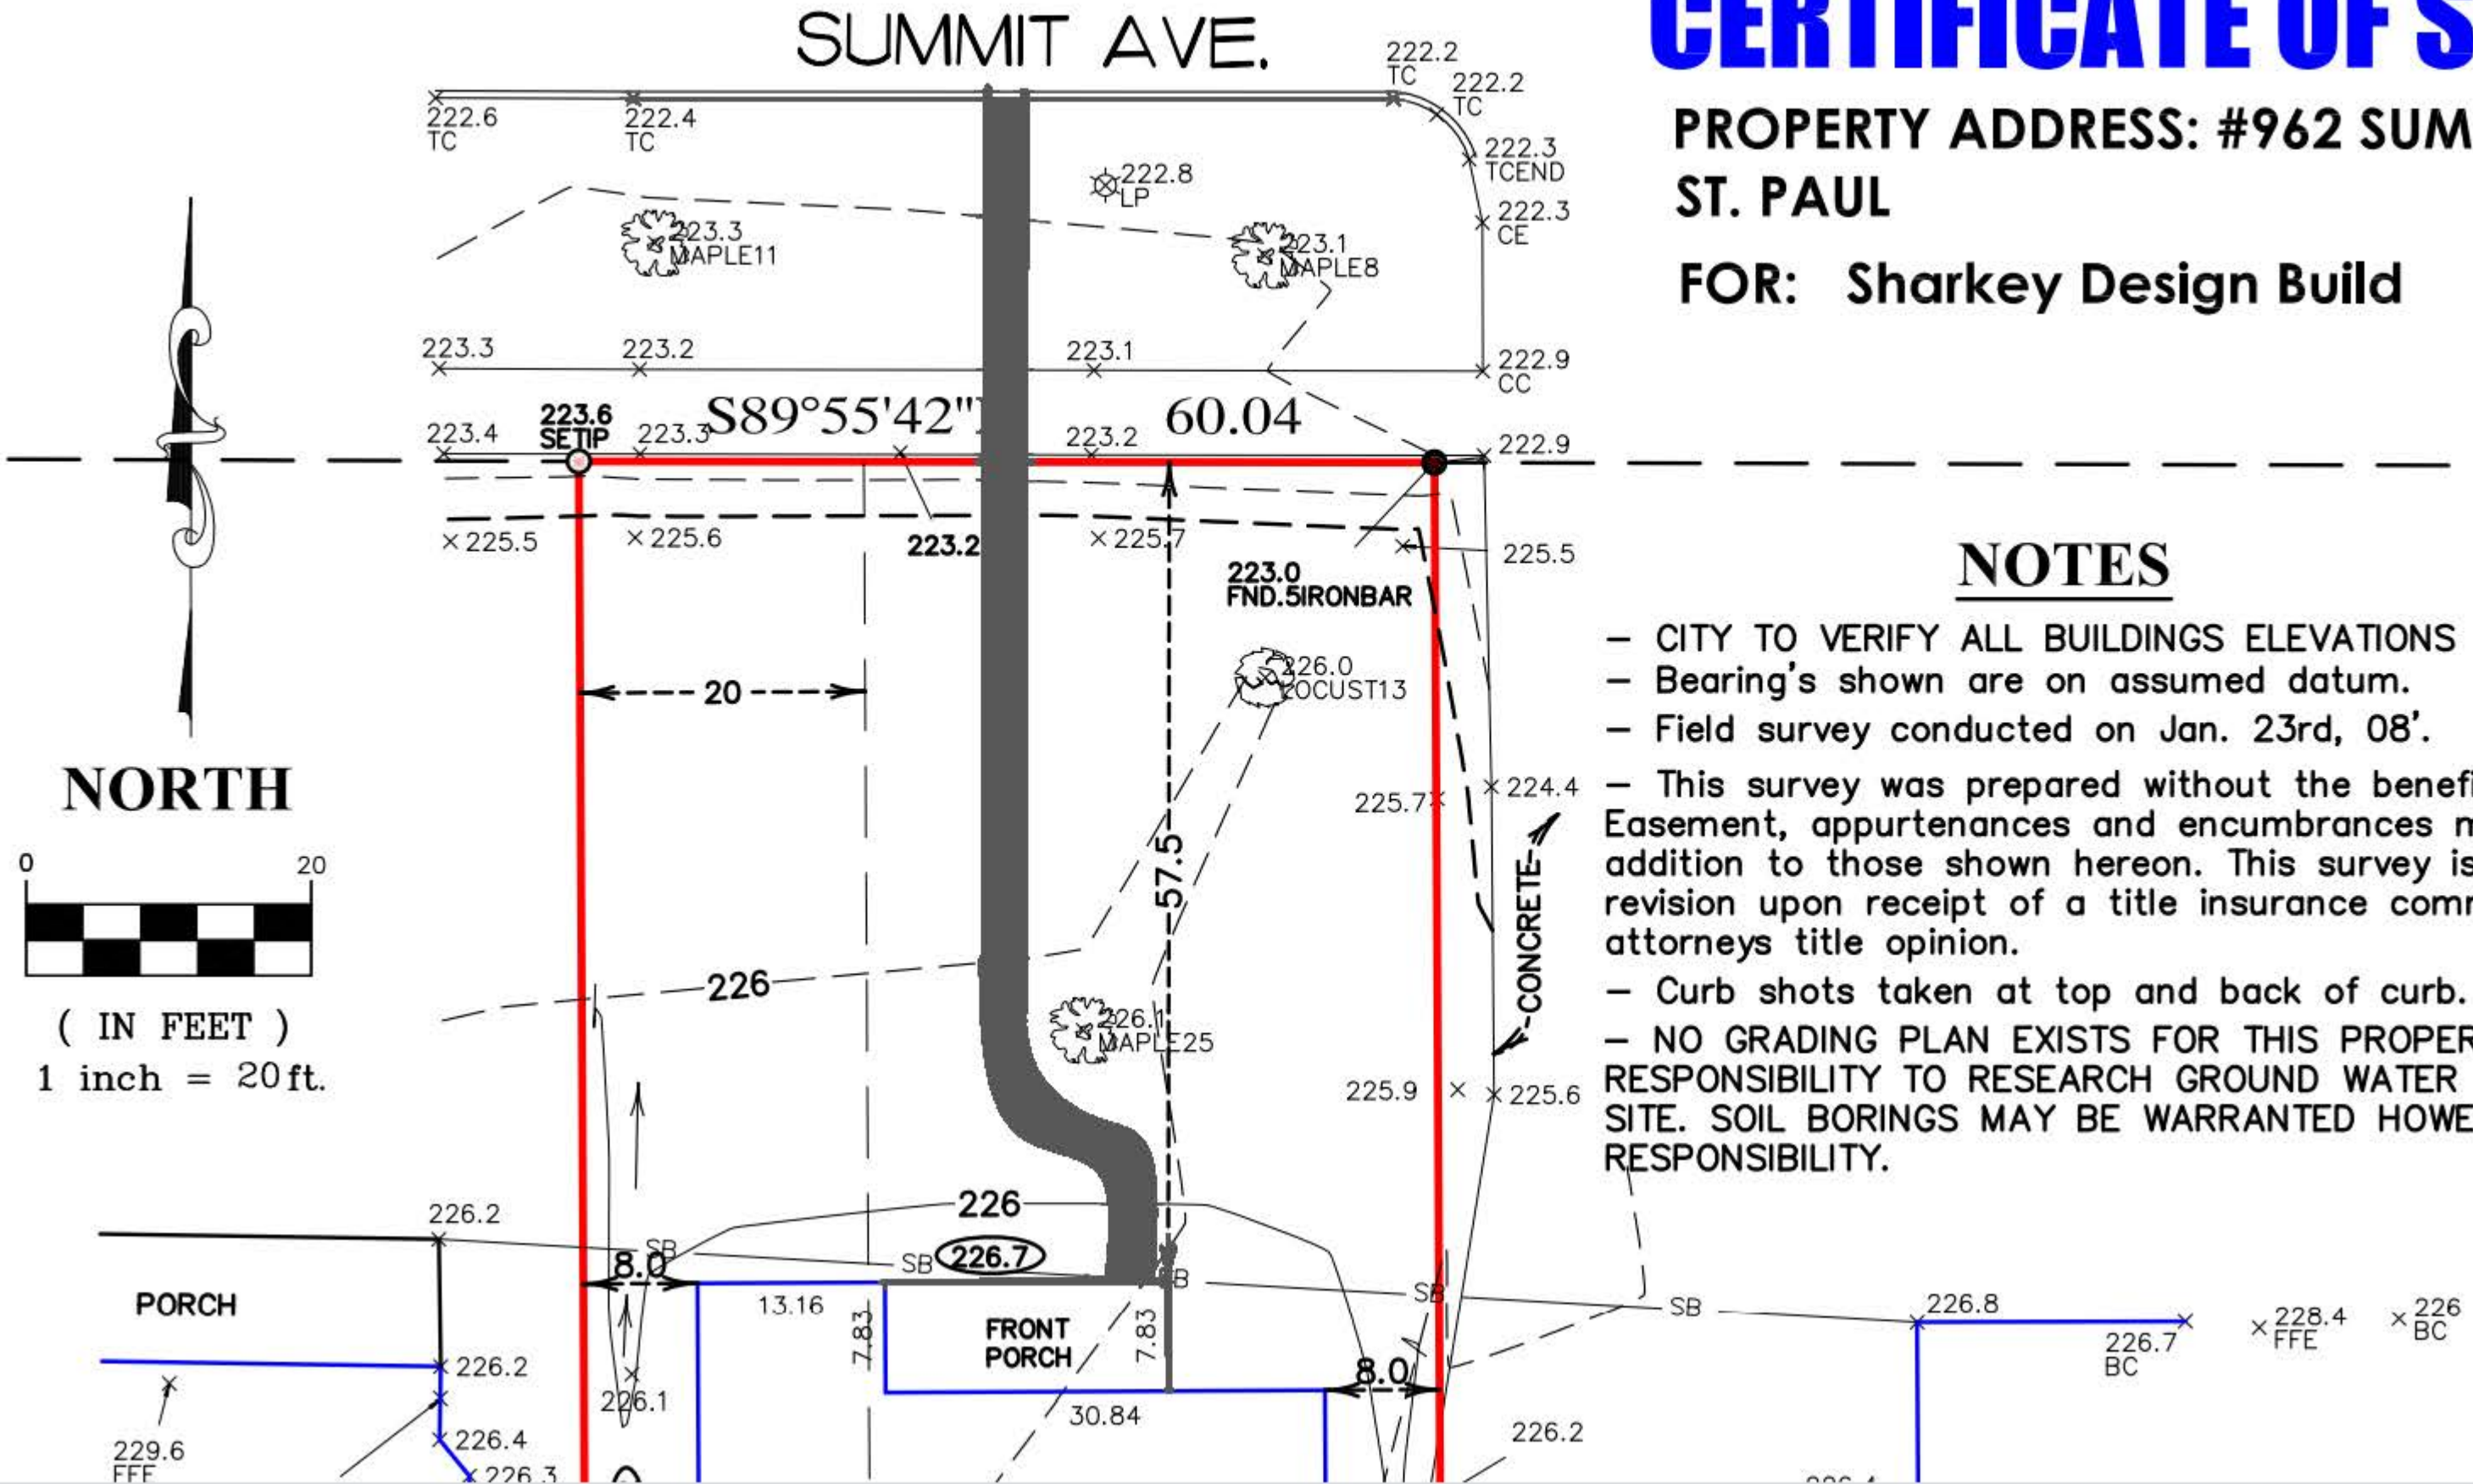 SUMMIT AVE.
CERTIFICATE OF S
PROPERTY ADDRESS: #962 SUM
ST. PAUL
FOR: Sharkey Design Build
222.6
TC
222.4
TC
222.2
TC
222.2
TC
222.3
TCEND
222.3
CE
222.8
LP
223.3
MAPLE11
223.1
MAPLE8
223.3
223.2
223.1
222.9
CC
223.6
SETIP
S89°55'42"
60.04
223.4
223.3
223.2
222.9
225.5
225.6
223.2
225.7
225.5
223.0
FND.5IRONBAR
226.0
LOCUST13
20
57.5
225.7
224.4
CONCRETE
NORTH
0 20
( IN FEET )
1 inch = 20 ft.
226
226.1
MAPLE25
225.9
225.6
NOTES
– CITY TO VERIFY ALL BUILDINGS ELEVATIONS
– Bearing's shown are on assumed datum.
– Field survey conducted on Jan. 23rd, 08'.
– This survey was prepared without the benefi
Easement, appurtenances and encumbrances m
addition to those shown hereon. This survey is
revision upon receipt of a title insurance com
attorneys title opinion.
– Curb shots taken at top and back of curb.
– NO GRADING PLAN EXISTS FOR THIS PROPER
RESPONSIBILITY TO RESEARCH GROUND WATER
SITE. SOIL BORINGS MAY BE WARRANTED HOWE
RESPONSIBILITY.
226.2
226
SB
SB
226.7
B
SB
SB
8.0
PORCH
13.16
7.83
FRONT
PORCH
7.83
8.0
30.84
226.8
226.7
BC
228.4
FFE
226
BC
226.2
226.1
226.4
226.3
229.6
FFE
226.2